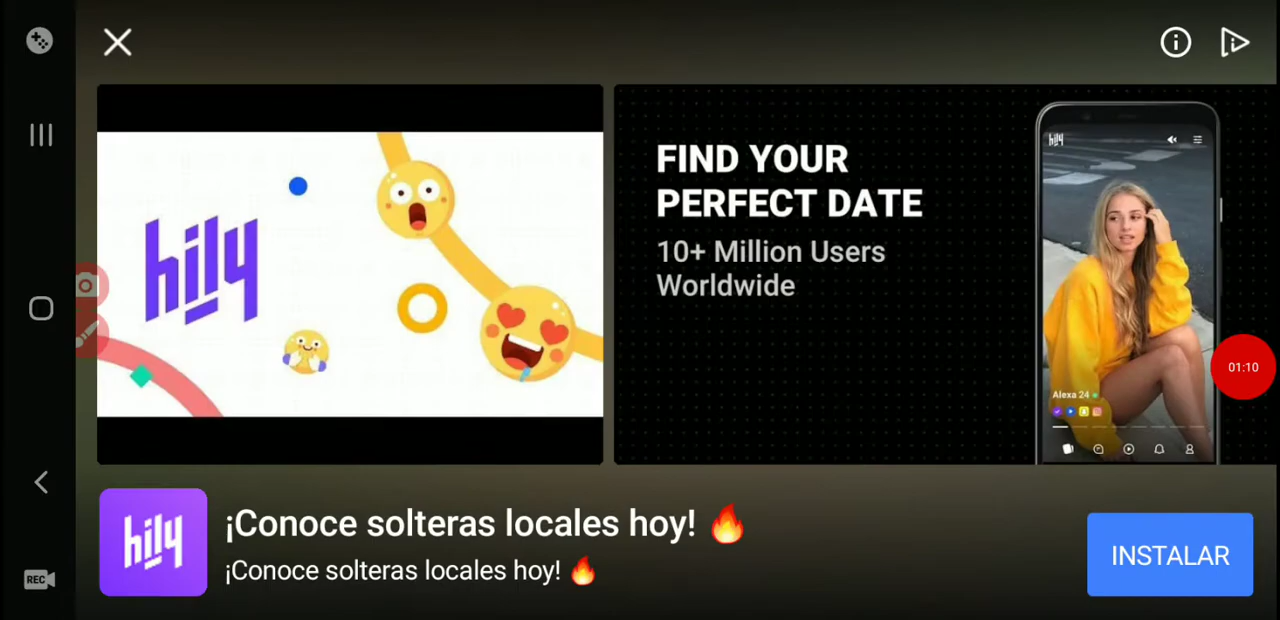 hily
FIND YOUR
PERFECT DATE
10+ Million Users
Worldwide
hily
Alexa 24
01:10
hily
¡Conoce solteras locales hoy! 🔥
¡Conoce solteras locales hoy! 🔥
INSTALAR
REC